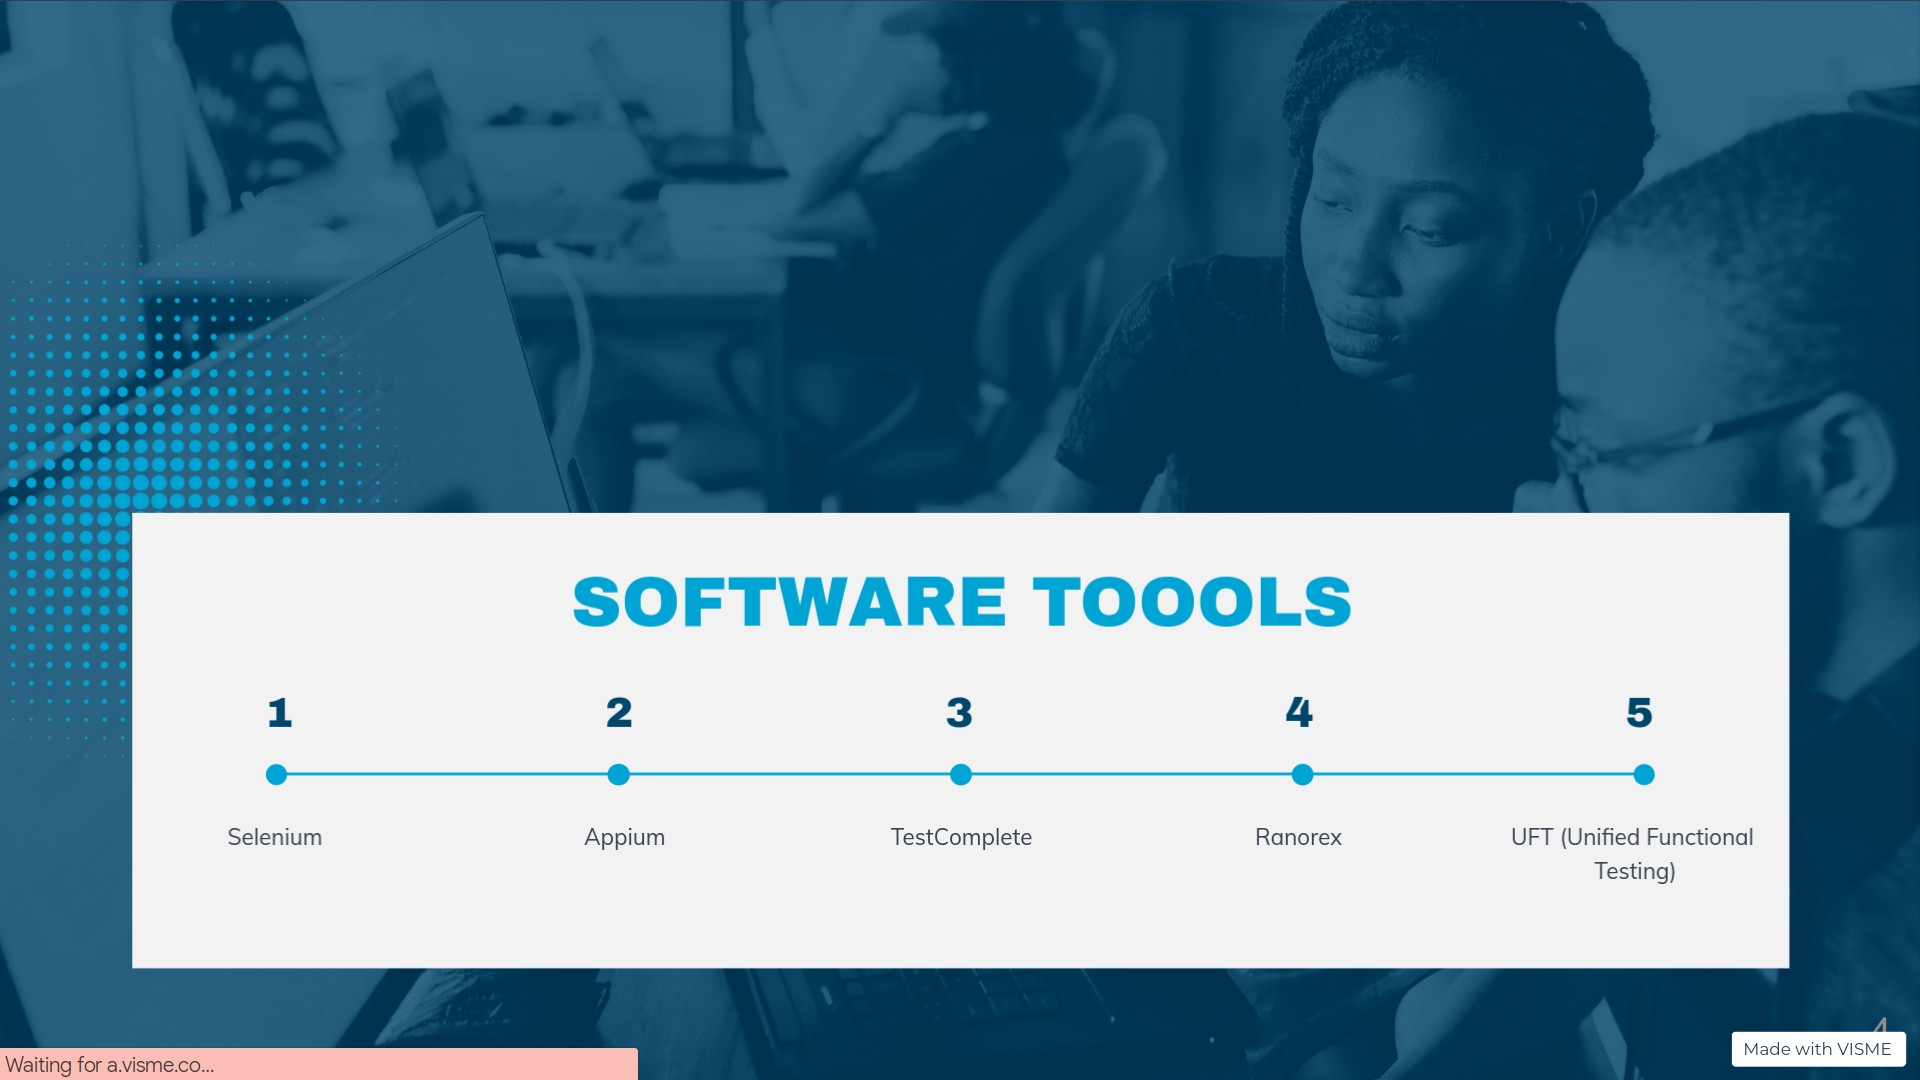 SOFTWARE TOOOLS
1 2 3 4 5
Selenium Appium TestComplete Ranorex UFT (Unified Functional
Testing)
4
Made with VISME
Waiting for a.visme.co...